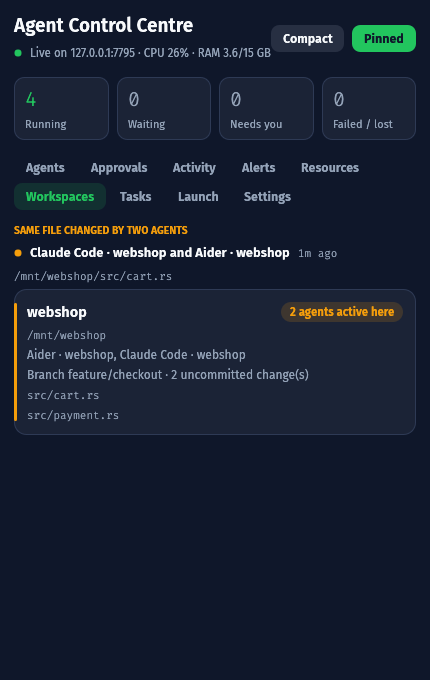 Agent Control Centre
Live on 127.0.0.1:7795 · CPU 26% · RAM 3.6/15 GB
Compact
Pinned
4
Running
0
Waiting
0
Needs you
0
Failed / lost
Agents
Approvals
Activity
Alerts
Resources
Workspaces
Tasks
Launch
Settings
SAME FILE CHANGED BY TWO AGENTS
Claude Code · webshop and Aider · webshop 1m ago
/mnt/webshop/src/cart.rs
webshop
2 agents active here
/mnt/webshop
Aider · webshop, Claude Code · webshop
Branch feature/checkout · 2 uncommitted change(s)
src/cart.rs
src/payment.rs